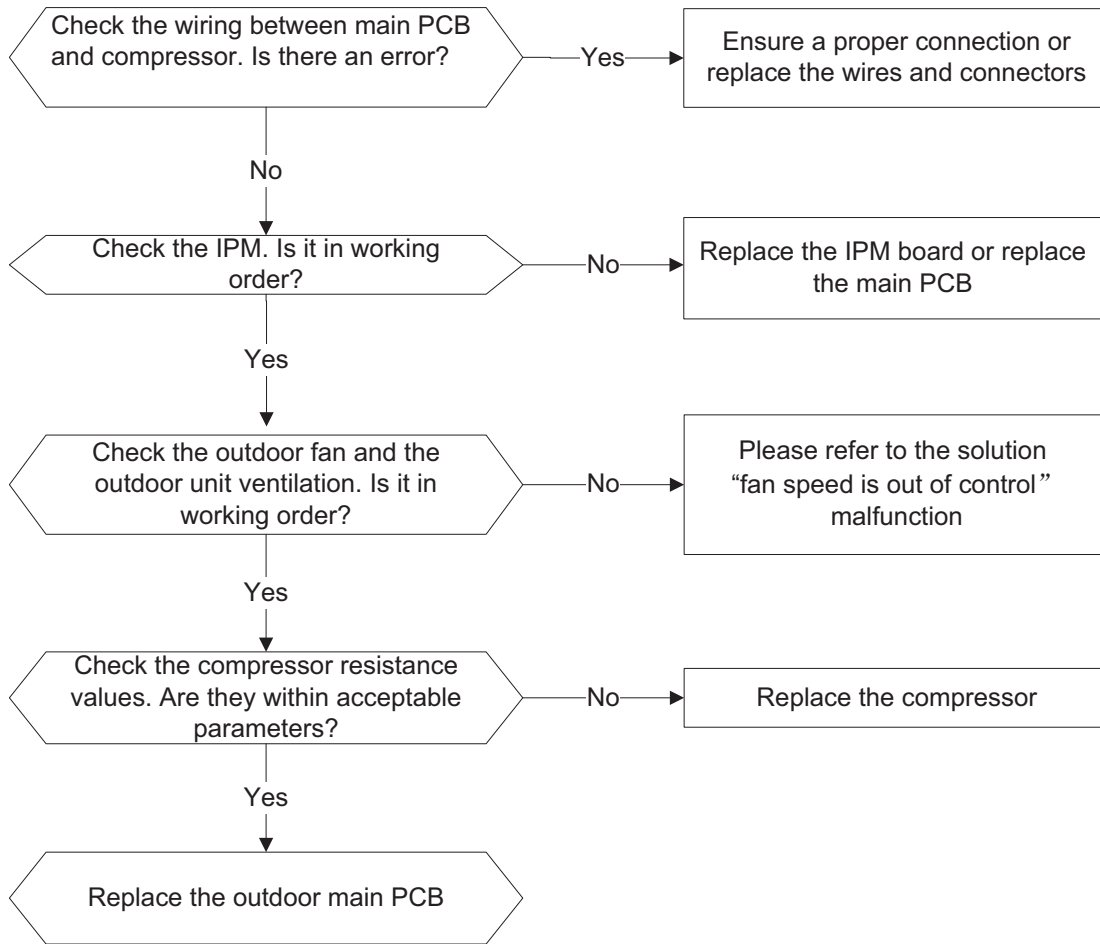 Check the wiring between main PCB
and compressor. Is there an error?
Yes
Ensure a proper connection or
replace the wires and connectors
No
Check the IPM. Is it in working
order?
No
Replace the IPM board or replace
the main PCB
Yes
Check the outdoor fan and the
outdoor unit ventilation. Is it in
working order?
No
Please refer to the solution
“fan speed is out of control”
malfunction
Yes
Check the compressor resistance
values. Are they within acceptable
parameters?
No
Replace the compressor
Yes
Replace the outdoor main PCB